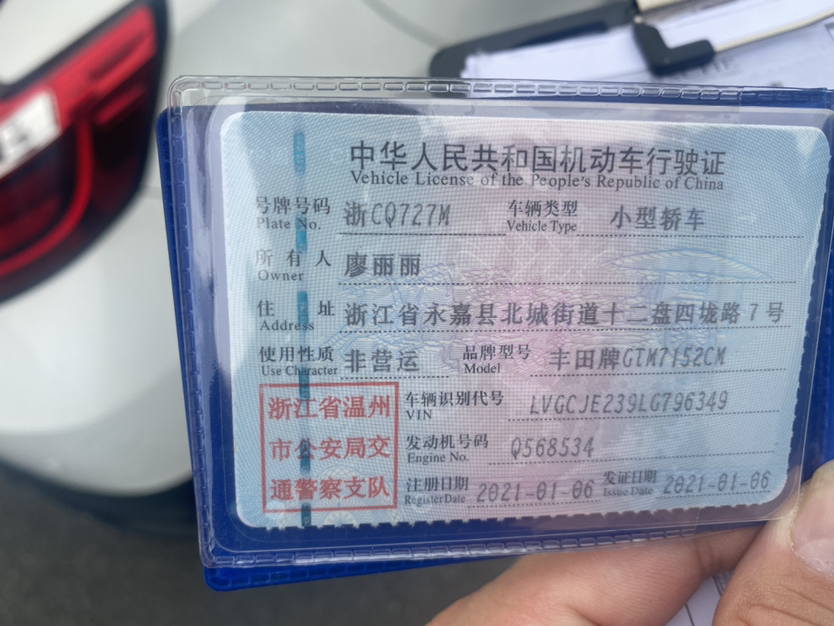 中华人民共和国机动车行驶证
Vehicle License of the People's Republic of China
号牌号码 浙CQ727M 车辆类型 小型轿车
Plate No. Vehicle Type
所有人 廖丽丽
Owner
住址 浙江省永嘉县北城街道十二盘四垅路7号
Address
使用性质 非营运 品牌型号 丰田牌GTM7152CM
Use Character Model
浙江省温州 车辆识别代号 LVGCJE239LG796349
VIN
市公安局交 发动机号码 Q568534
Engine No.
通警察支队 注册日期 2021-01-06 发证日期 2021-01-06
Register Date Issue Date